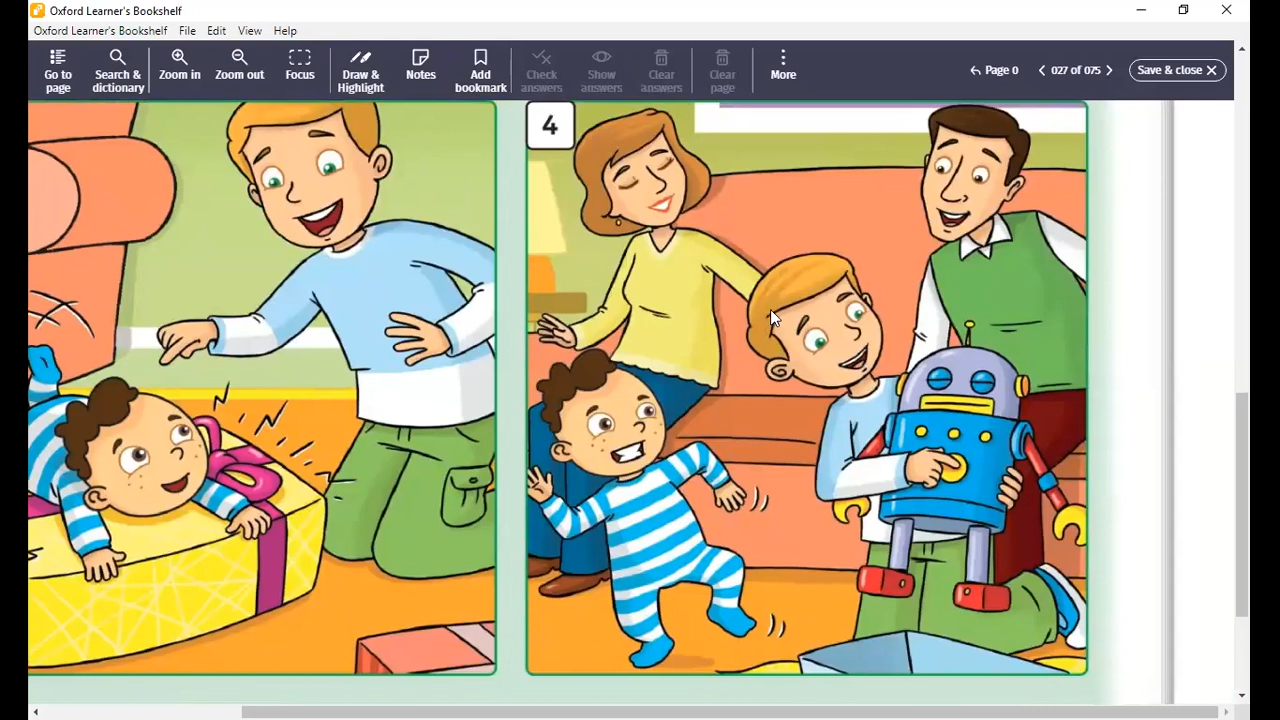 Oxford Learner's Bookshelf
Oxford Learner's Bookshelf File Edit View Help
Go to page
Search & dictionary
Zoom in
Zoom out
Focus
Draw & Highlight
Notes
Add bookmark
Check answers
Show answers
Clear answers
Clear page
More
Page 0
027 of 075
Save & close
4